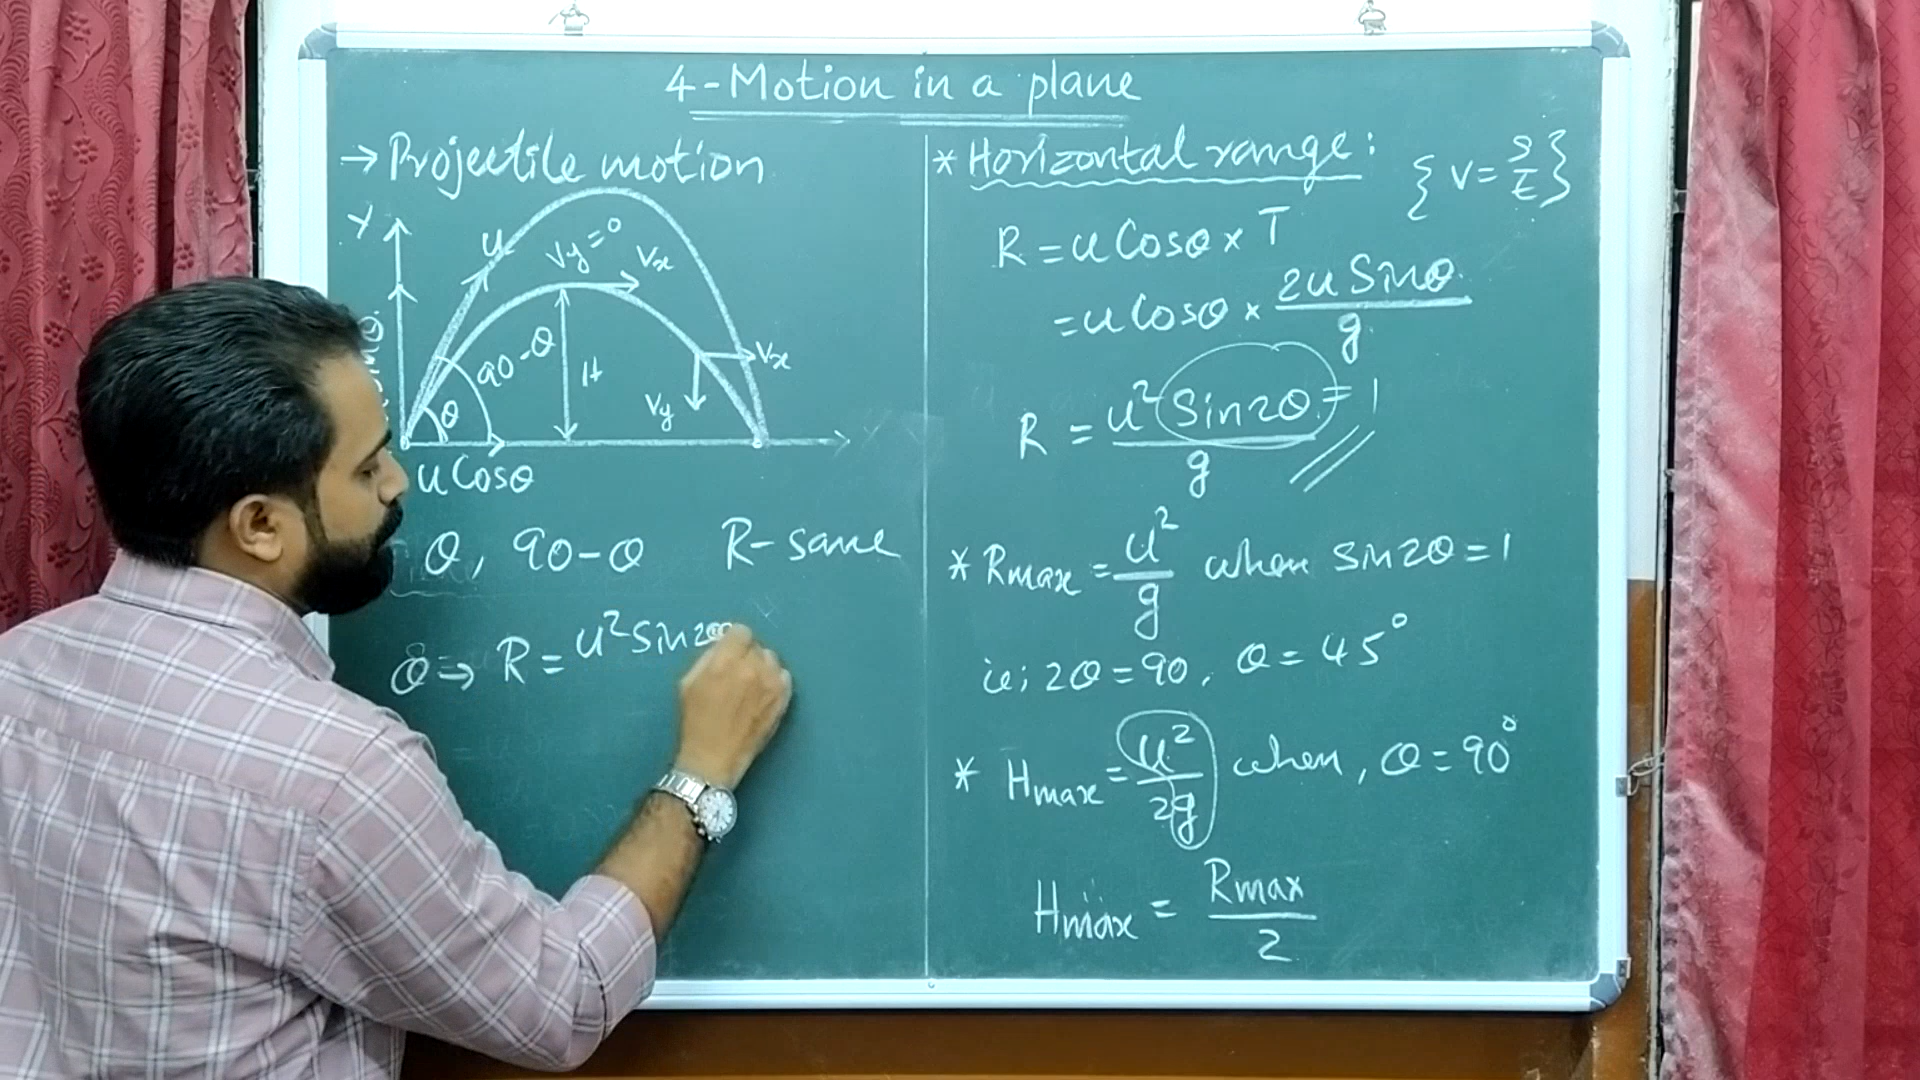 4-Motion in a plane
→ Projectile motion
Y
u
Vy=0
Vx
90-θ
θ
H
Vx
Vy
u Cosθ
θ, 90-θ R-same
θ ⇒ R = u² Sin2θ
* Horizontal range: { v = s/t }
R = u Cosθ × T
= u Cosθ × 2u Sinθ / g
R = u² Sin2θ / g = 1
* Rmax = u² / g when sin2θ = 1
ie; 2θ = 90, θ = 45°
* Hmax = u² / 2g when, θ = 90°
Hmax = Rmax / 2